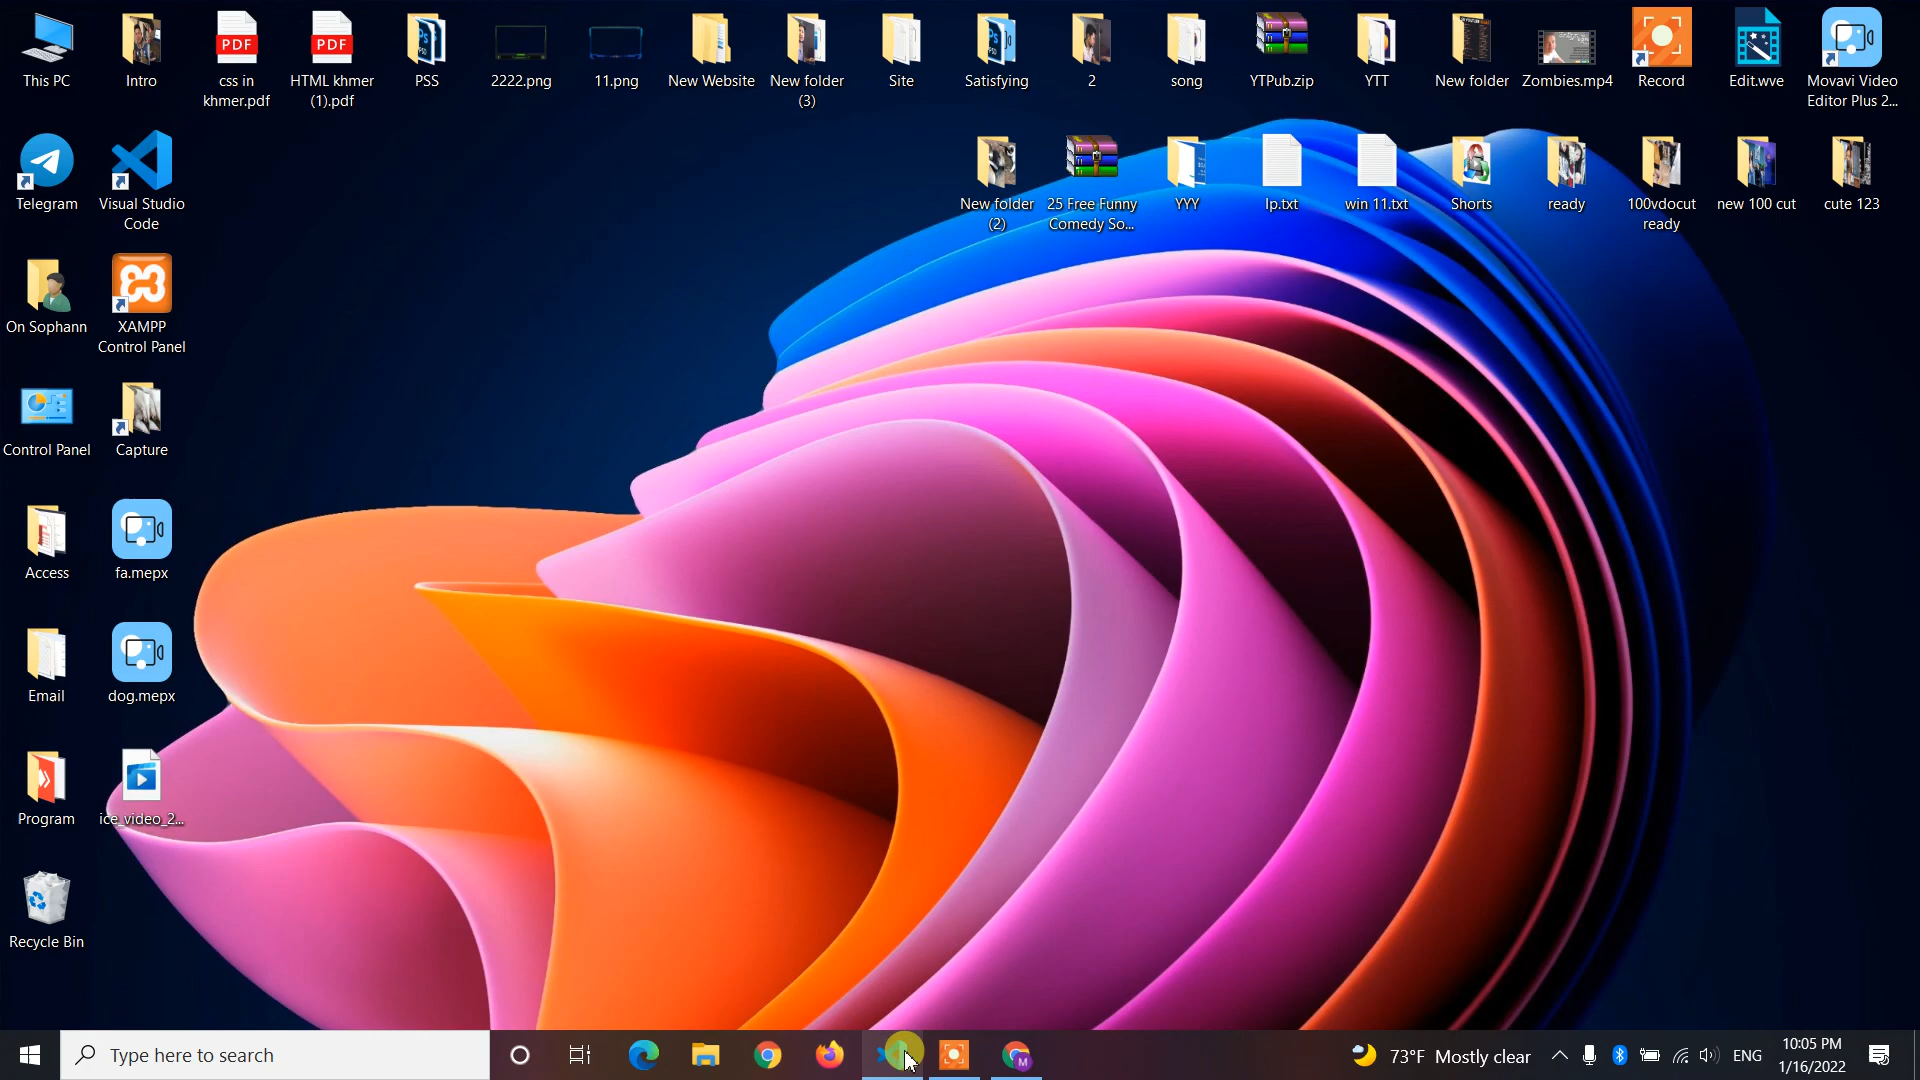 This PC
Intro
css in
khmer.pdf
HTML khmer
(1).pdf
PSS
2222.png
11.png
New Website
New folder
(3)
Site
Satisfying
2
song
YTPub.zip
YTT
New folder
Zombies.mp4
Record
Edit.wve
Movavi Video
Editor Plus 2...
Telegram
Visual Studio
Code
New folder
(2)
25 Free Funny
Comedy So...
YYY
Ip.txt
win 11.txt
Shorts
ready
100vdocut
ready
new 100 cut
cute 123
On Sophann
XAMPP
Control Panel
Control Panel
Capture
Access
fa.mepx
Email
dog.mepx
Program
ice_video_2...
Recycle Bin
Type here to search
73°F Mostly clear
ENG
10:05 PM
1/16/2022